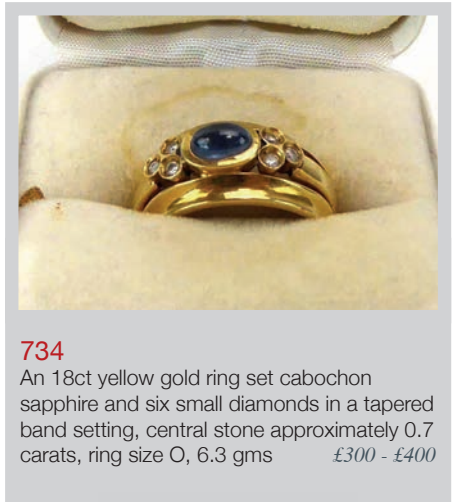 734
An 18ct yellow gold ring set cabochon
sapphire and six small diamonds in a tapered
band setting, central stone approximately 0.7
carats, ring size O, 6.3 gms £300 - £400